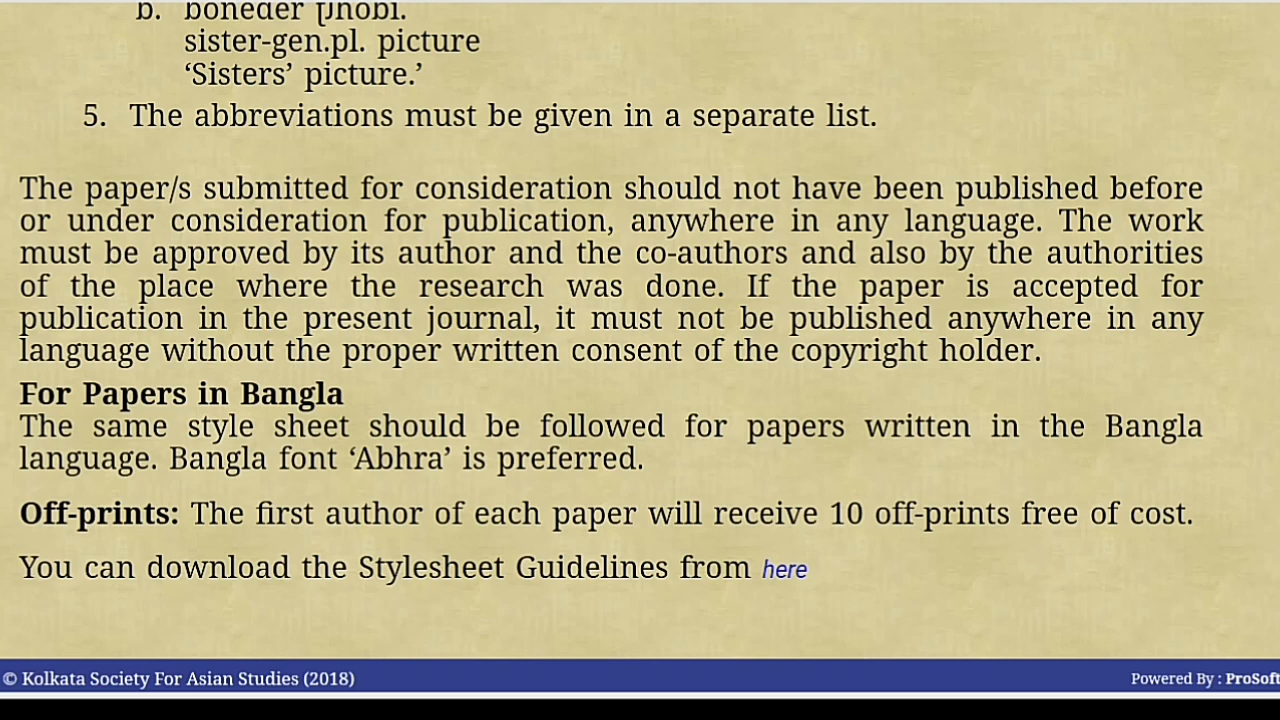 b. boneder
sister-gen.pl. picture
‘Sisters’ picture.’
5. The abbreviations must be given in a separate list.
The paper/s submitted for consideration should not have been published before
or under consideration for publication, anywhere in any language. The work
must be approved by its author and the co-authors and also by the authorities
of the place where the research was done. If the paper is accepted for
publication in the present journal, it must not be published anywhere in any
language without the proper written consent of the copyright holder.
For Papers in Bangla
The same style sheet should be followed for papers written in the Bangla
language. Bangla font ‘Abhra’ is preferred.
Off-prints: The first author of each paper will receive 10 off-prints free of cost.
You can download the Stylesheet Guidelines from here
© Kolkata Society For Asian Studies (2018)
Powered By : ProSoft